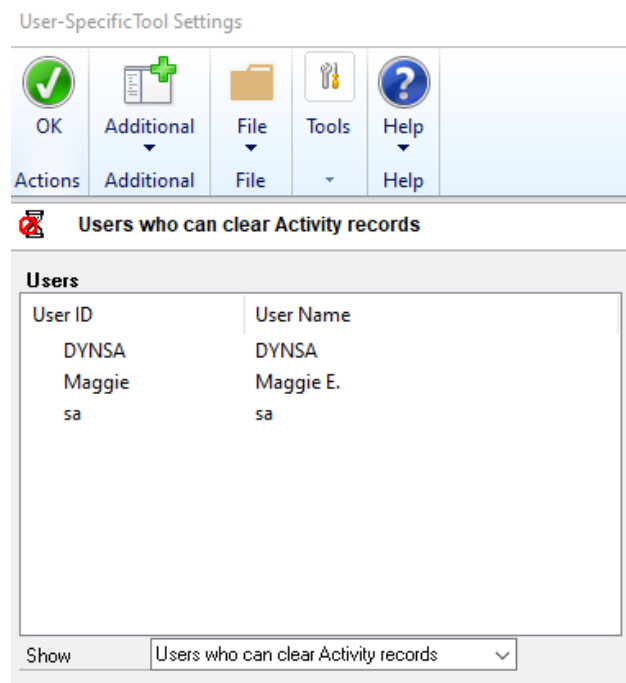 User-SpecificTool Settings
OK Additional File Tools Help
Actions Additional File Help
Users who can clear Activity records
Users
User ID User Name
DYNSA DYNSA
Maggie Maggie E.
sa sa
Show Users who can clear Activity records